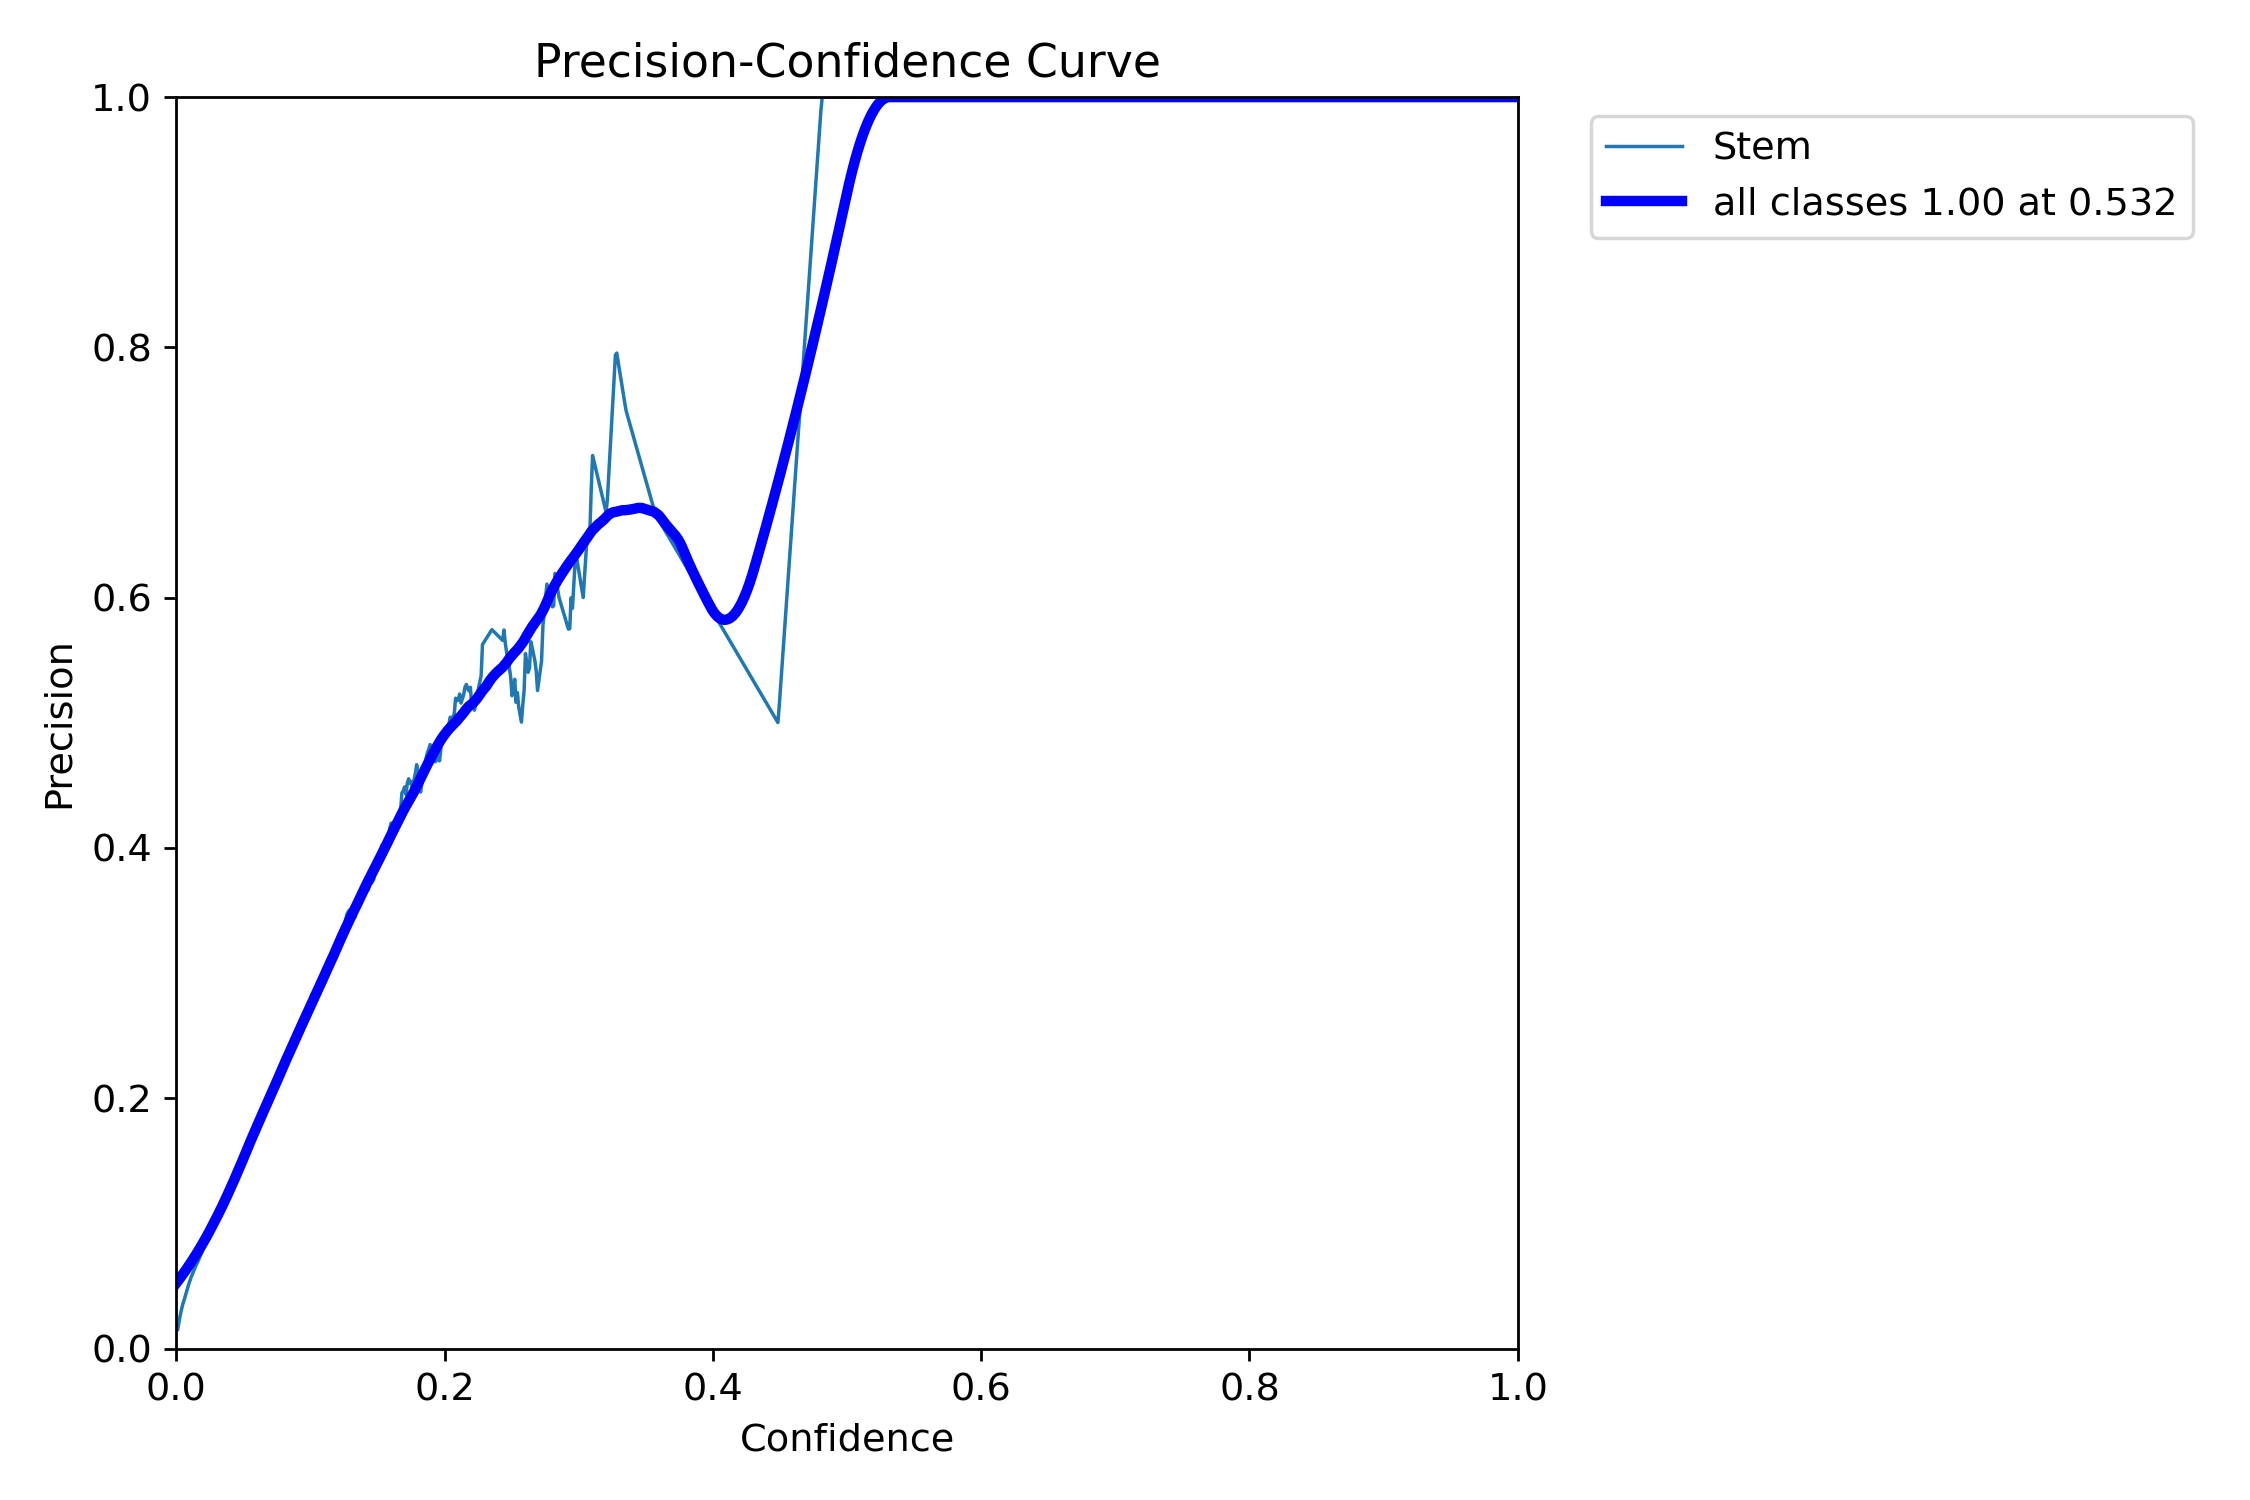 Precision-Confidence Curve
Stem
all classes 1.00 at 0.532
Precision
1.0
0.8
0.6
0.4
0.2
0.0
0.0 0.2 0.4 0.6 0.8 1.0
Confidence